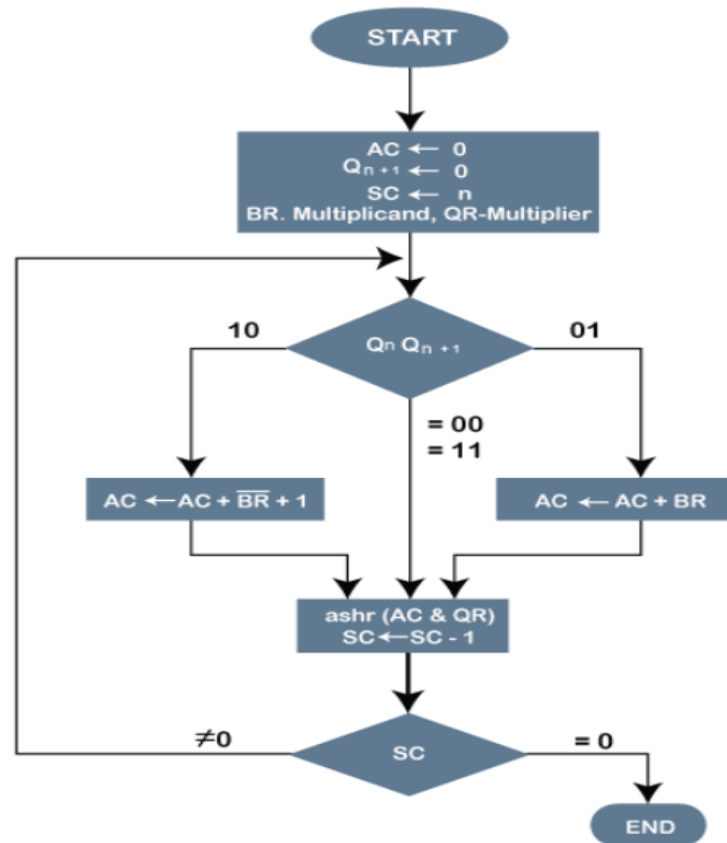 START
AC ← 0
Qn+1 ← 0
SC ← n
BR. Multiplicand, QR-Multiplier
10
Qn Qn+1
01
= 00
= 11
AC ← AC + B̅R̅ + 1
AC ← AC + BR
ashr (AC & QR)
SC ← SC - 1
≠0
SC
= 0
END